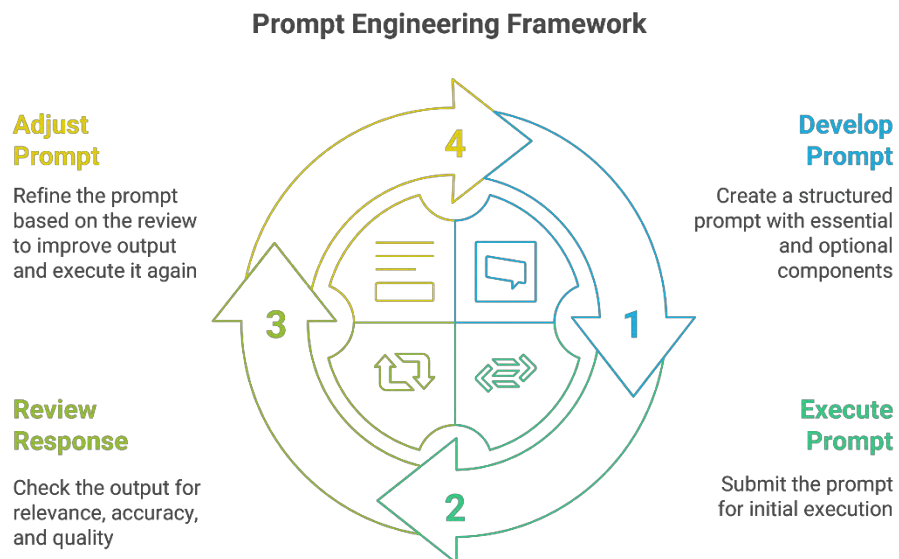 Prompt Engineering Framework
Adjust
Prompt
Refine the prompt
based on the review
to improve output
and execute it again
4
Develop
Prompt
Create a structured
prompt with essential
and optional
components
3
1
Review
Response
Check the output for
relevance, accuracy,
and quality
2
Execute
Prompt
Submit the prompt
for initial execution